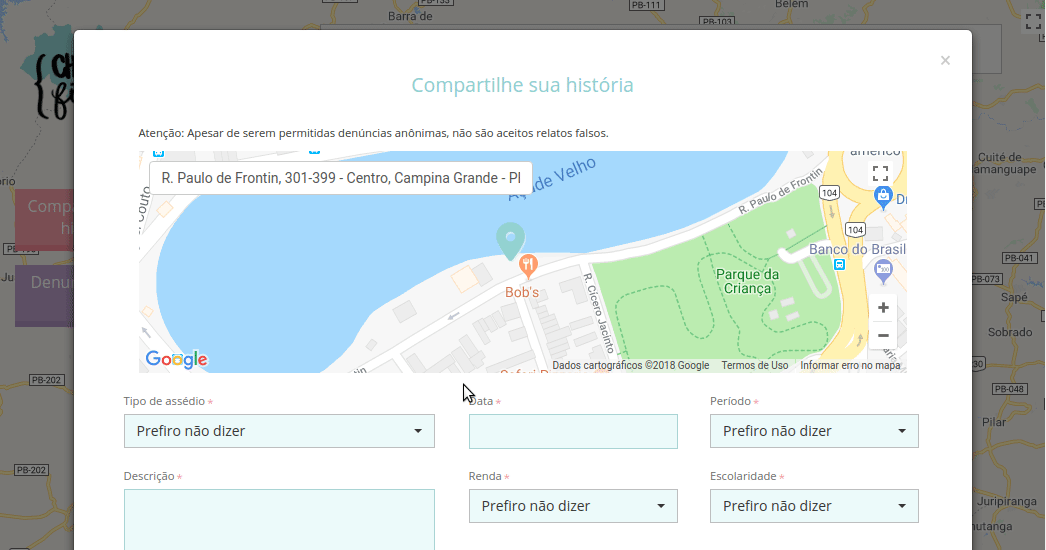 PB-202
PB-133
PB-111
Belém
Barra de
PB-103
×
Compartilhe sua história
Atenção: Apesar de serem permitidas denúncias anônimas, não são aceitos relatos falsos.
R. Paulo de Frontin, 301-399 - Centro, Campina Grande - PB
Velho
R. Paulo de Frontin
104
104
Banco do Brasil
Parque da
Criança
Bob's
R. Cícero Jacinto
+
−
Google
Dados cartográficos ©2018 Google
Termos de Uso
Informar erro no mapa
Cuité de
PB-041
PB-073
Sapé
Sobrado
PB-202
PB-048
Pilar
PB-202
Juripiranga
Tipo de assédio *
Data *
Período *
Prefiro não dizer
Prefiro não dizer
Descrição *
Renda *
Escolaridade *
Prefiro não dizer
Prefiro não dizer